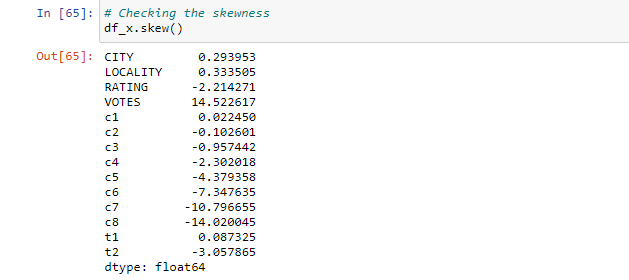 In [65]: # Checking the skewness
df_x.skew()
Out[65]: CITY 0.293953
LOCALITY 0.333505
RATING -2.214271
VOTES 14.522617
c1 0.022450
c2 -0.102601
c3 -0.957442
c4 -2.302018
c5 -4.379358
c6 -7.347635
c7 -10.796655
c8 -14.020045
t1 0.087325
t2 -3.057865
dtype: float64